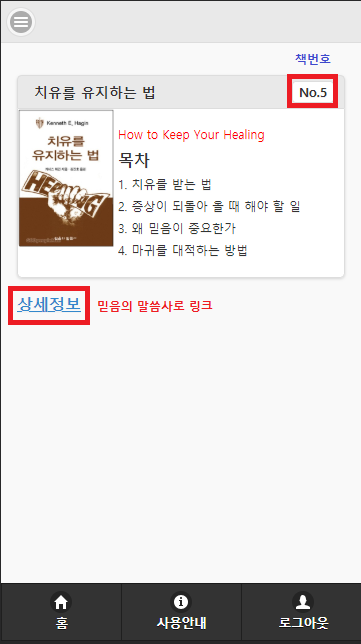 책번호
치유를 유지하는 법
No.5
Kenneth E. Hagin
치유를
유지하는 법
HEALING
How to Keep Your Healing
목차
1. 치유를 받는 법
2. 증상이 되돌아 올 때 해야 할 일
3. 왜 믿음이 중요한가
4. 마귀를 대적하는 방법
상세정보 믿음의 말씀사로 링크
홈 사용안내 로그아웃